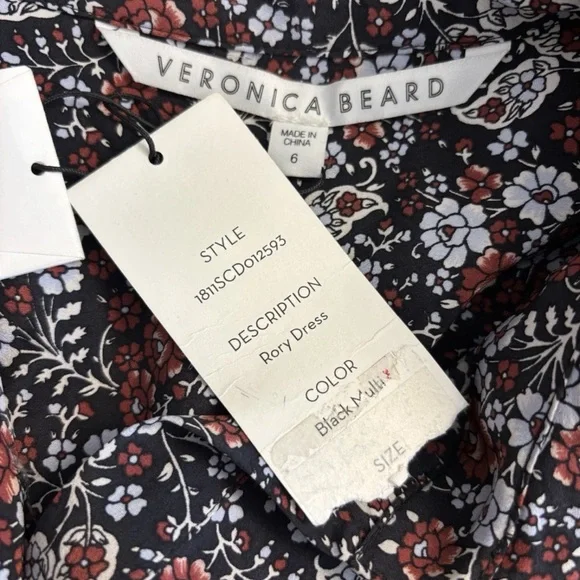 VERONICA BEARD
MADE IN
CHINA
6
STYLE
1811SCD012593
DESCRIPTION
Rory Dress
COLOR
Black Multi
SIZE